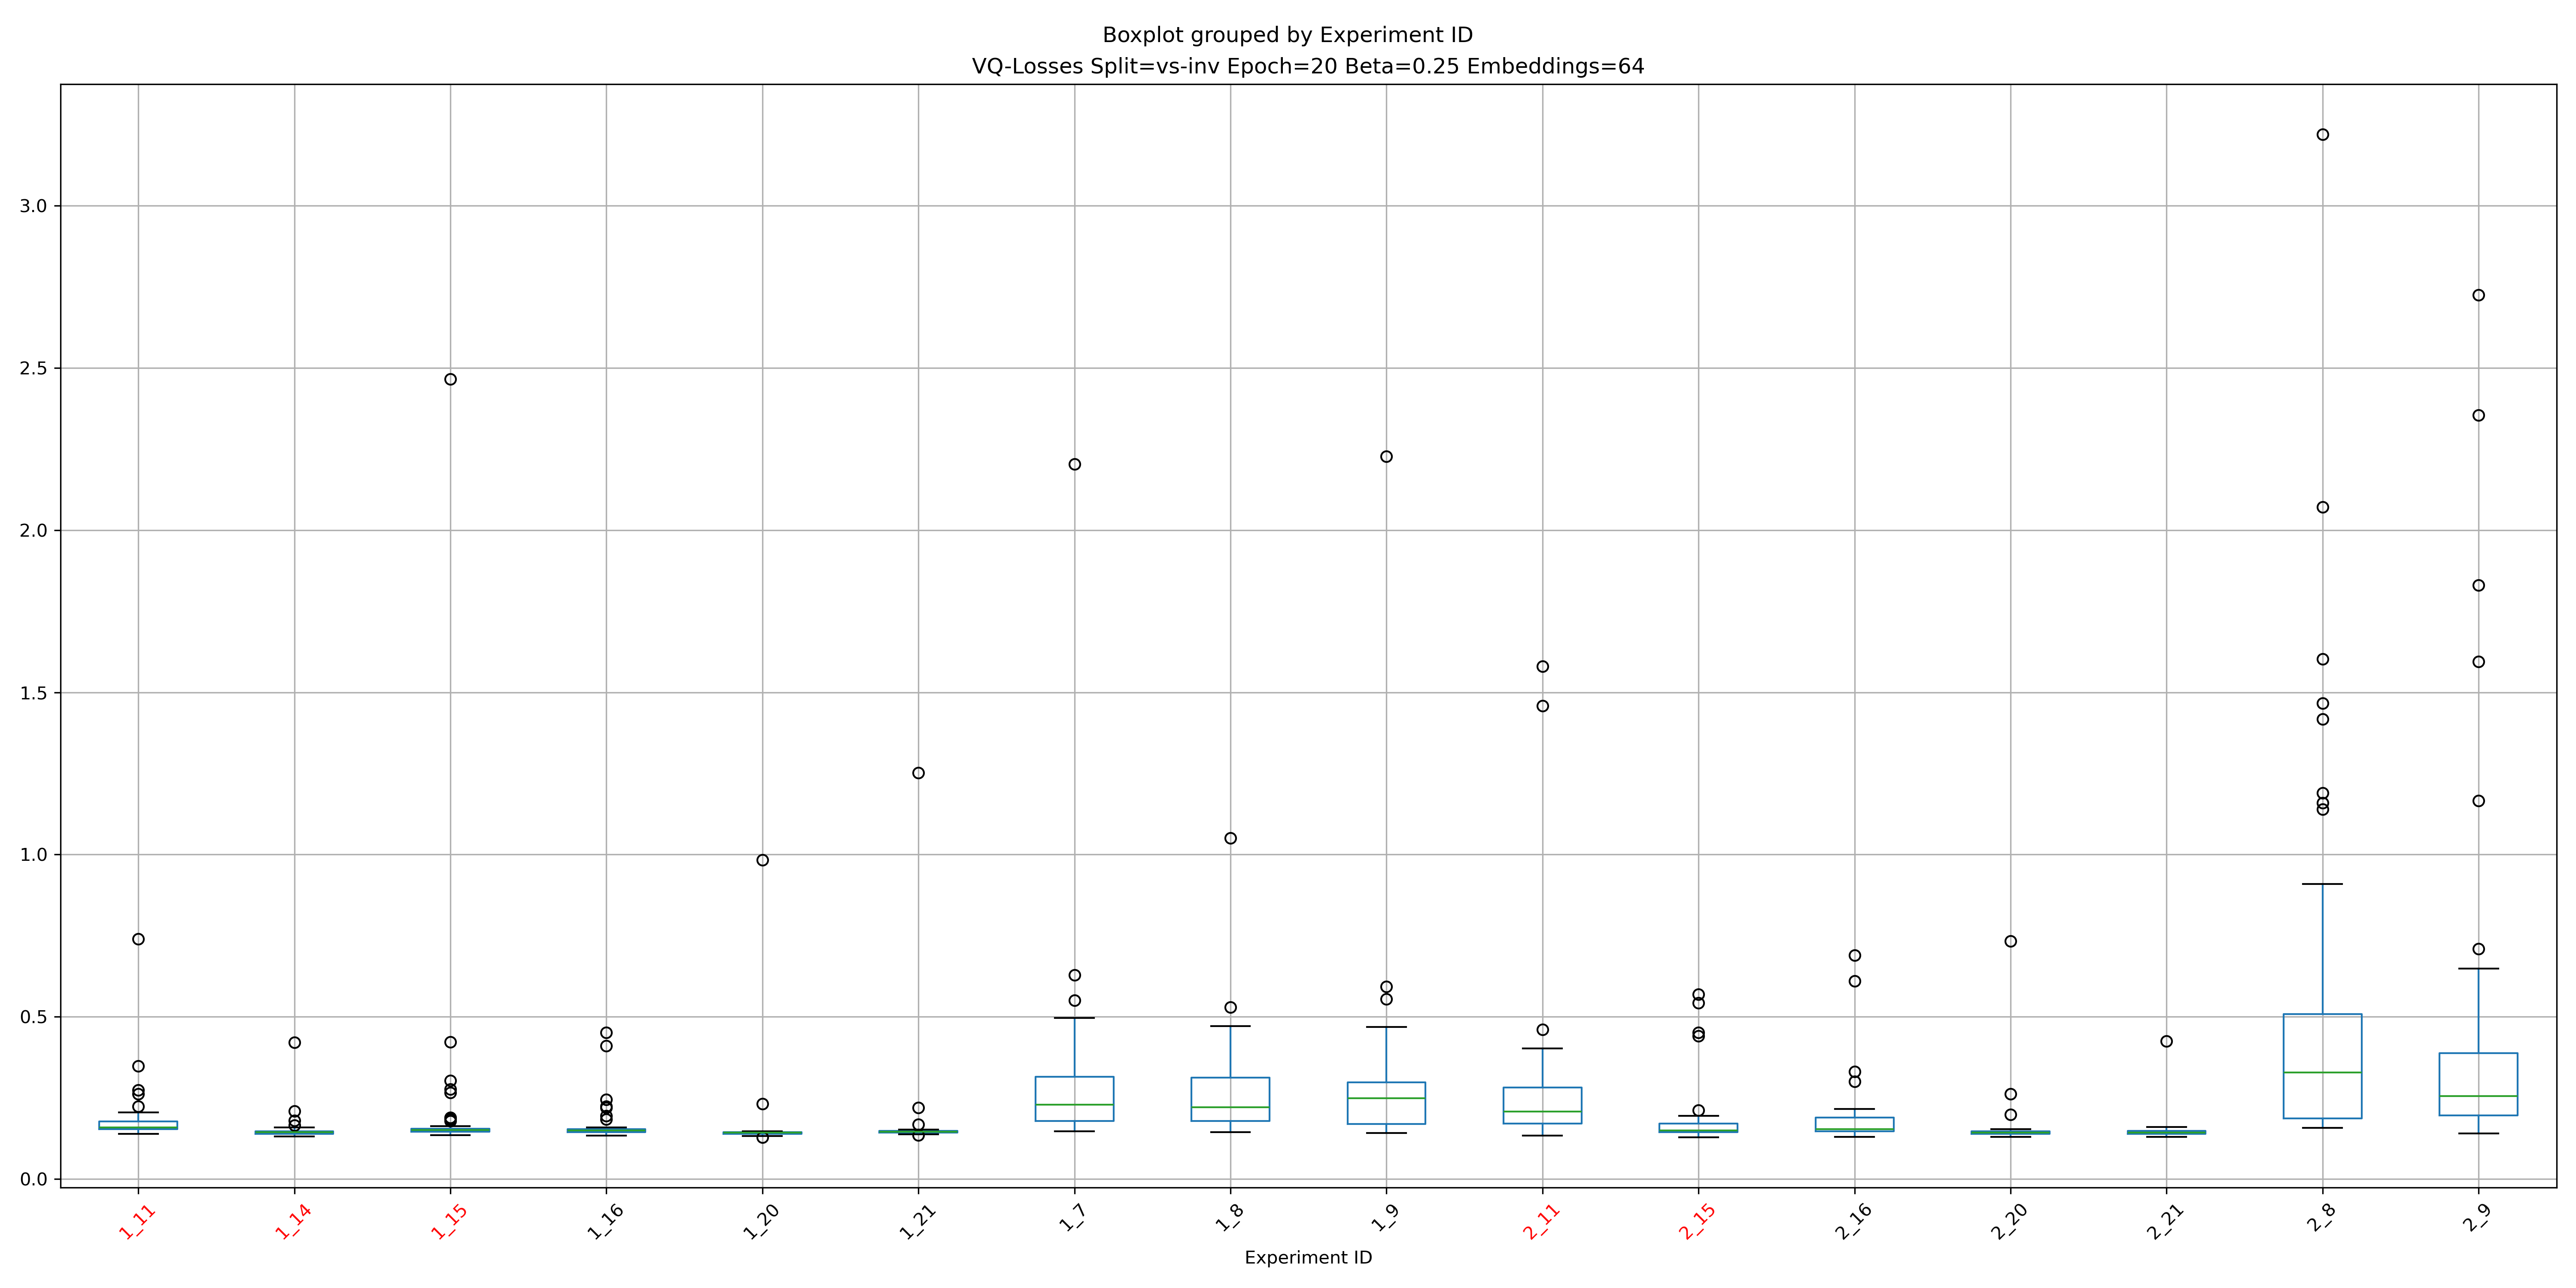 Boxplot grouped by Experiment ID
VQ-Losses Split=vs-inv Epoch=20 Beta=0.25 Embeddings=64
3.0
2.5
2.0
1.5
1.0
0.5
0.0
1_11 1_14 1_15 1_16 1_20 1_21 1_7 1_8 1_9 2_11 2_15 2_16 2_20 2_21 2_8 2_9
Experiment ID